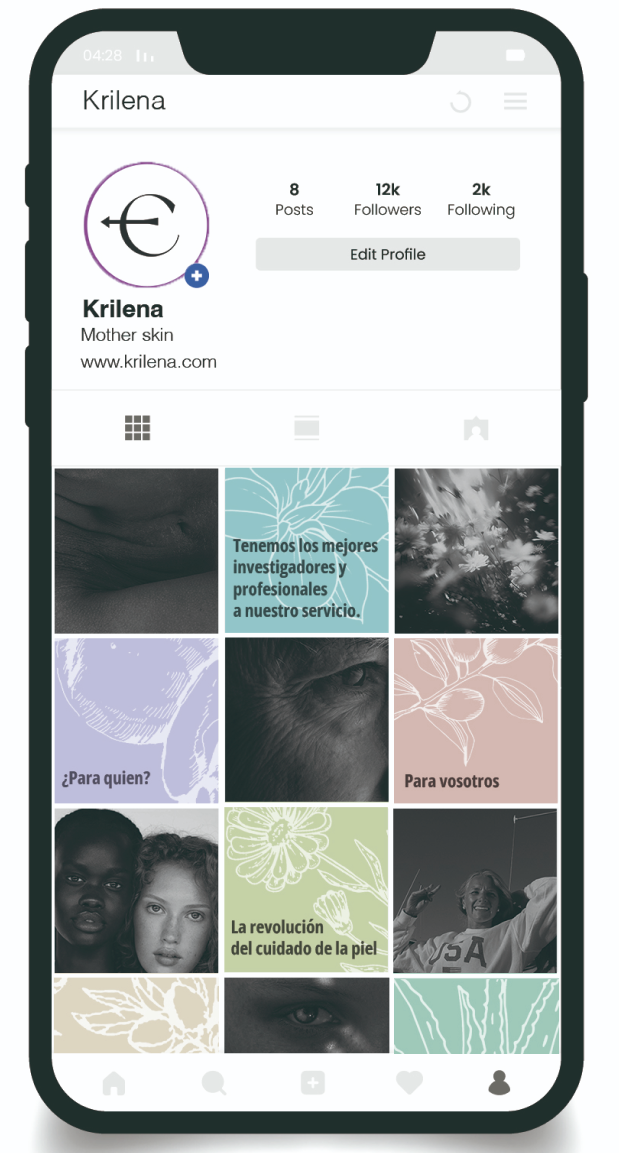 04:28
Krilena
8
Posts
12k
Followers
2k
Following
Edit Profile
Krilena
Mother skin
www.krilena.com
Tenemos los mejores
investigadores y
profesionales
a nuestro servicio.
¿Para quien?
Para vosotros
La revolución
del cuidado de la piel
USA